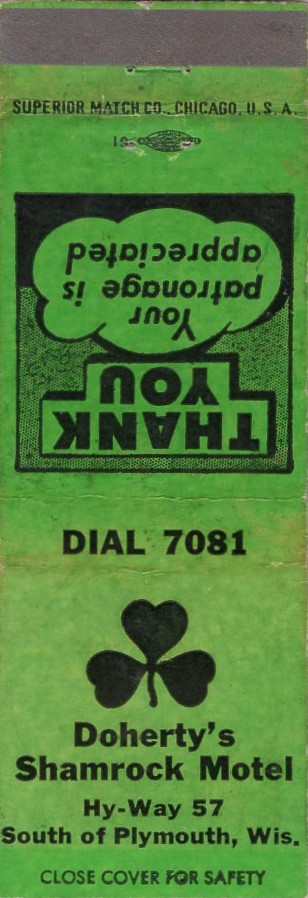 SUPERIOR MATCH CO., CHICAGO, U.S.A.
THANK
YOU
Your
patronage is
appreciated
DIAL 7081
Doherty's
Shamrock Motel
Hy-Way 57
South of Plymouth, Wis.
CLOSE COVER FOR SAFETY